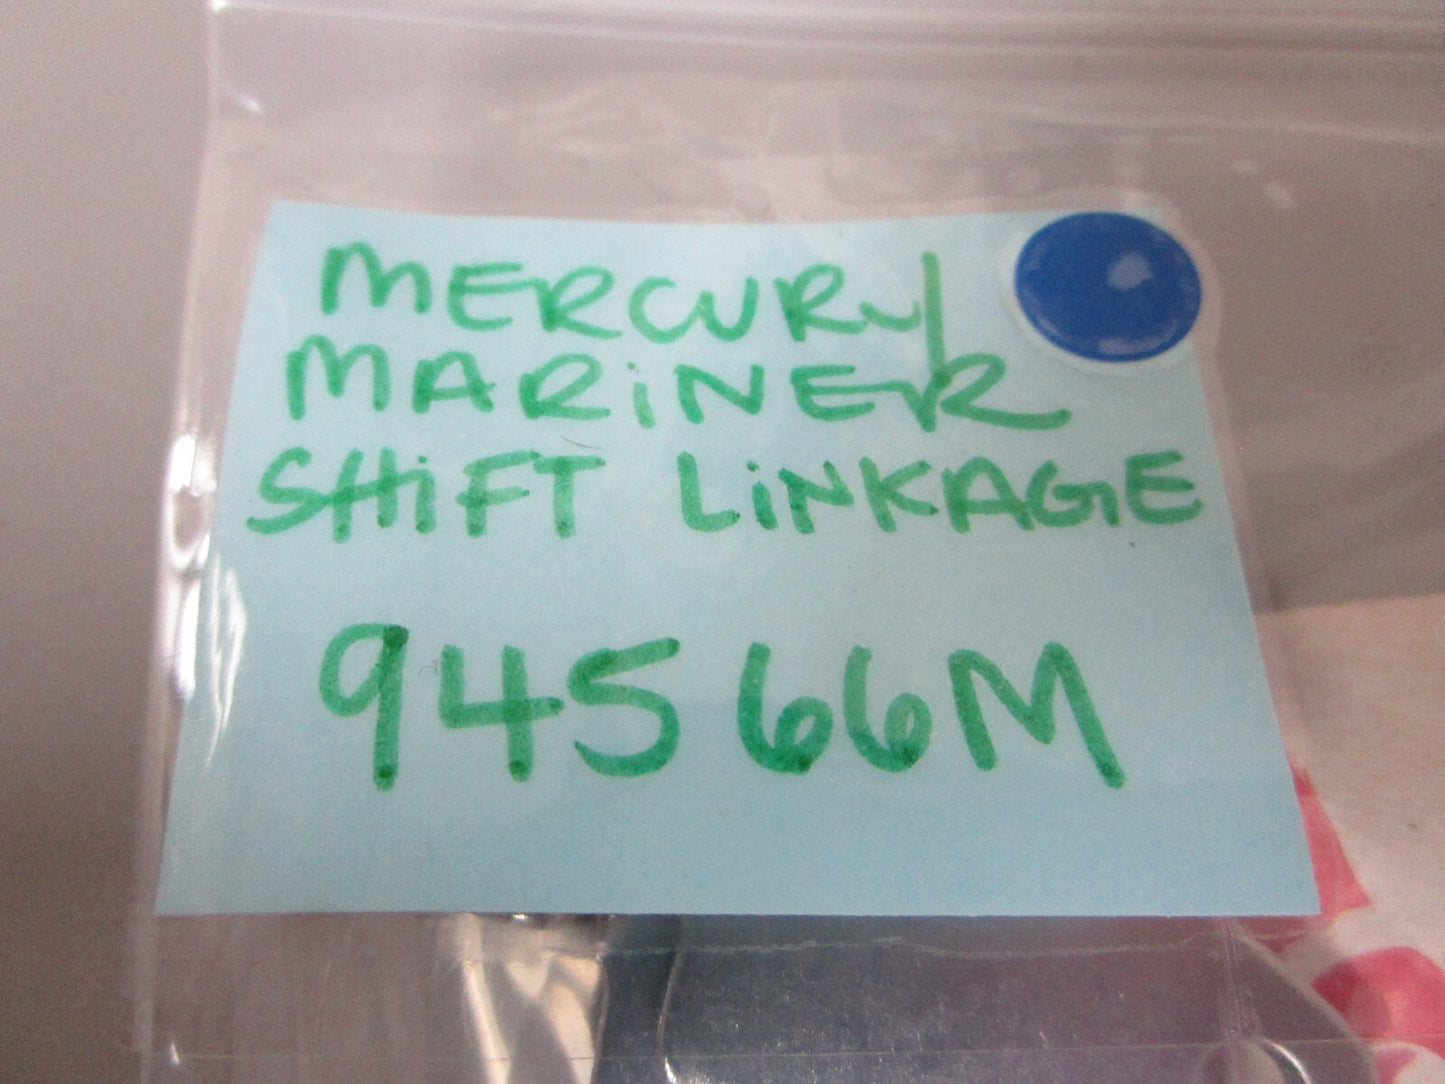 MERCURY
MARiNER
SHiFT LiNKAGE
94566M